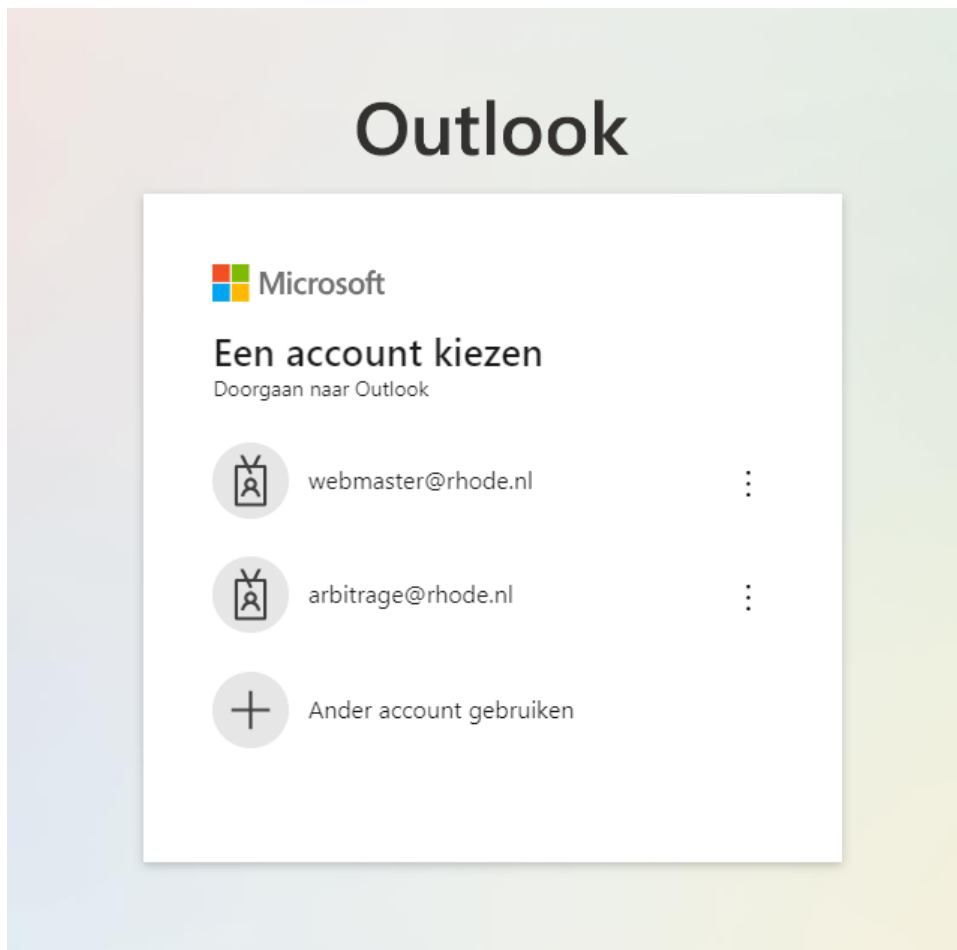 Outlook
Microsoft
Een account kiezen
Doorgaan naar Outlook
webmaster@rhode.nl
arbitrage@rhode.nl
Ander account gebruiken